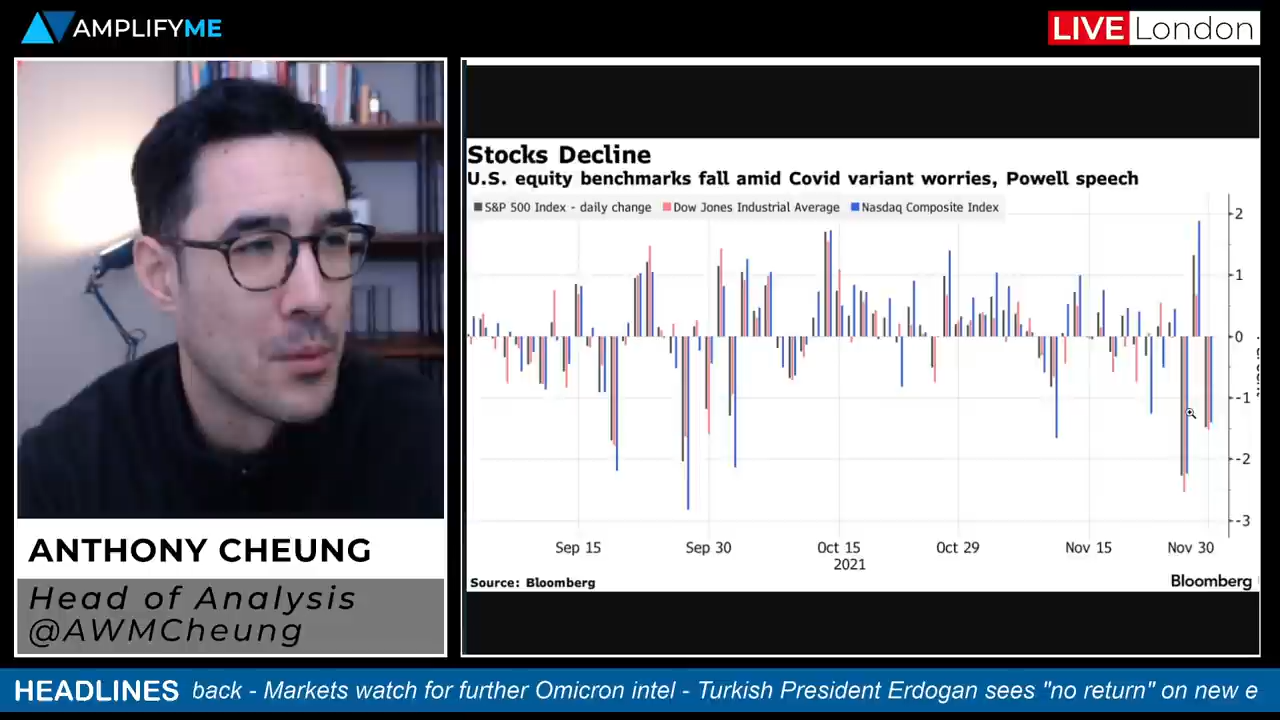 AMPLIFYME
LIVE London
Stocks Decline
U.S. equity benchmarks fall amid Covid variant worries, Powell speech
S&P 500 Index - daily change Dow Jones Industrial Average Nasdaq Composite Index
2
1
0
-1
-2
-3
Sep 15 Sep 30 Oct 15 Oct 29 Nov 15 Nov 30
2021
Source: Bloomberg
Bloomberg
ANTHONY CHEUNG
Head of Analysis
@AWMCheung
HEADLINES back - Markets watch for further Omicron intel - Turkish President Erdogan sees "no return" on new e